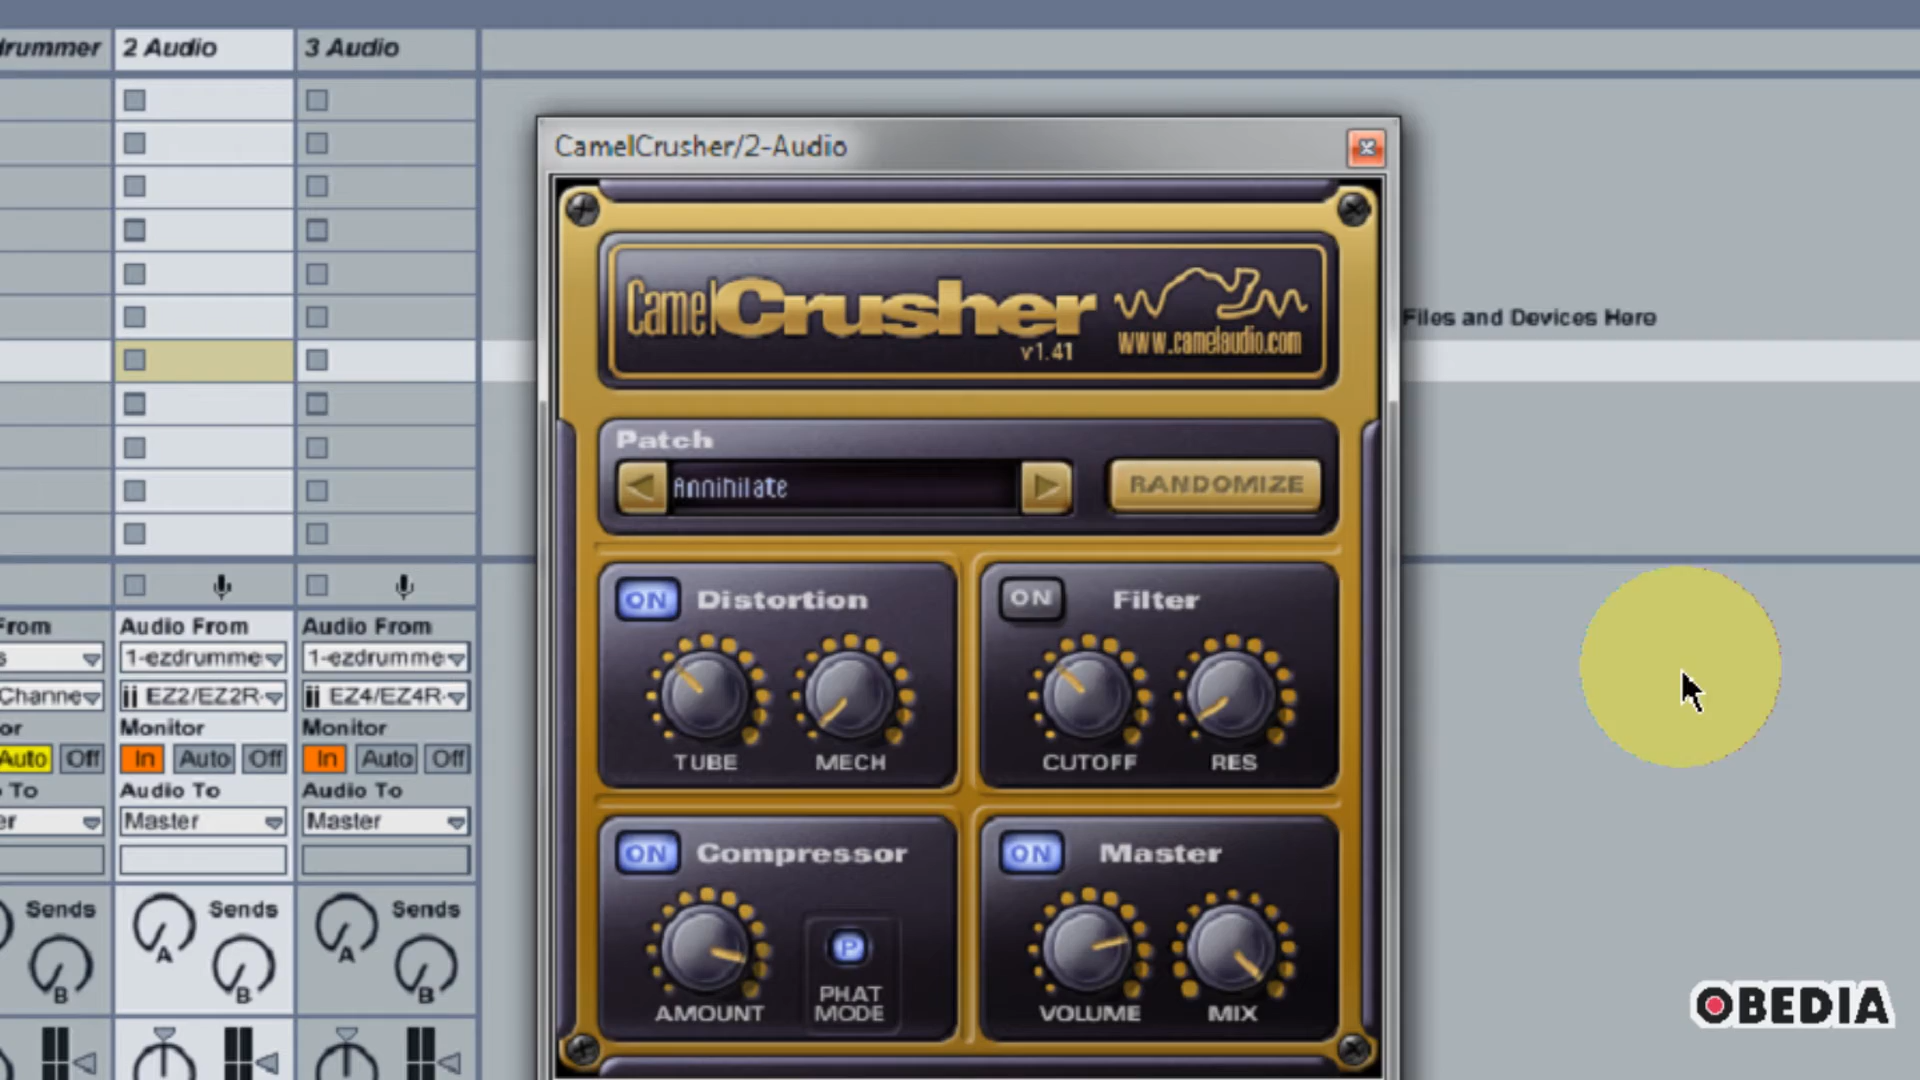 drummer
2 Audio
3 Audio
CamelCrusher/2-Audio
CamelCrusher
v1.41
www.camelaudio.com
Files and Devices Here
Patch
Annihilate
RANDOMIZE
ON Distortion
ON Filter
TUBE
MECH
CUTOFF
RES
From
Audio From
Audio From
s
1-ezdrumme
1-ezdrumme
Channe
EZ2/EZ2R-
EZ4/EZ4R-
or
Monitor
Monitor
Auto Off
In Auto Off
In Auto Off
To
Audio To
Audio To
er
Master
Master
ON Compressor
ON Master
Sends
Sends
Sends
A
A
B
B
B
P
AMOUNT
PHAT
MODE
VOLUME
MIX
OBEDIA